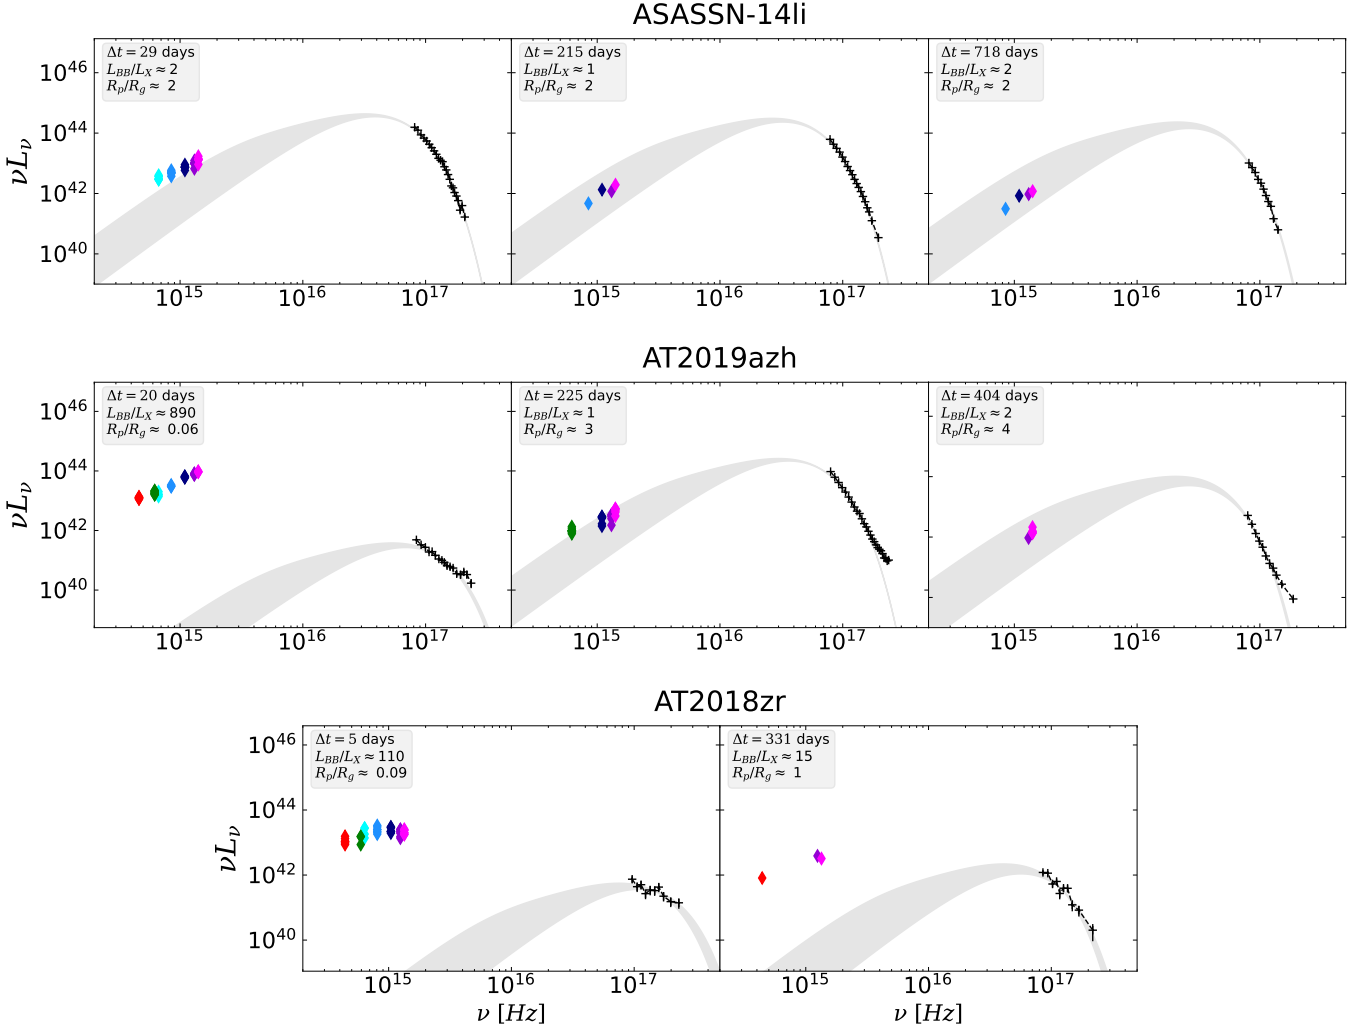 ASASSN-14li
Δt = 29 days
L_BB/L_X ≈ 2
R_p/R_g ≈ 2
Δt = 215 days
L_BB/L_X ≈ 1
R_p/R_g ≈ 2
Δt = 718 days
L_BB/L_X ≈ 2
R_p/R_g ≈ 2
10^46
10^44
10^42
10^40
νL_ν
10^15 10^16 10^17 10^15 10^16 10^17 10^15 10^16 10^17
AT2019azh
Δt = 20 days
L_BB/L_X ≈ 890
R_p/R_g ≈ 0.06
Δt = 225 days
L_BB/L_X ≈ 1
R_p/R_g ≈ 3
Δt = 404 days
L_BB/L_X ≈ 2
R_p/R_g ≈ 4
10^46
10^44
10^42
10^40
νL_ν
10^15 10^16 10^17 10^15 10^16 10^17 10^15 10^16 10^17
AT2018zr
Δt = 5 days
L_BB/L_X ≈ 110
R_p/R_g ≈ 0.09
Δt = 331 days
L_BB/L_X ≈ 15
R_p/R_g ≈ 1
10^46
10^44
10^42
10^40
νL_ν
10^15 10^16 10^17 10^15 10^16 10^17
ν [Hz] ν [Hz]